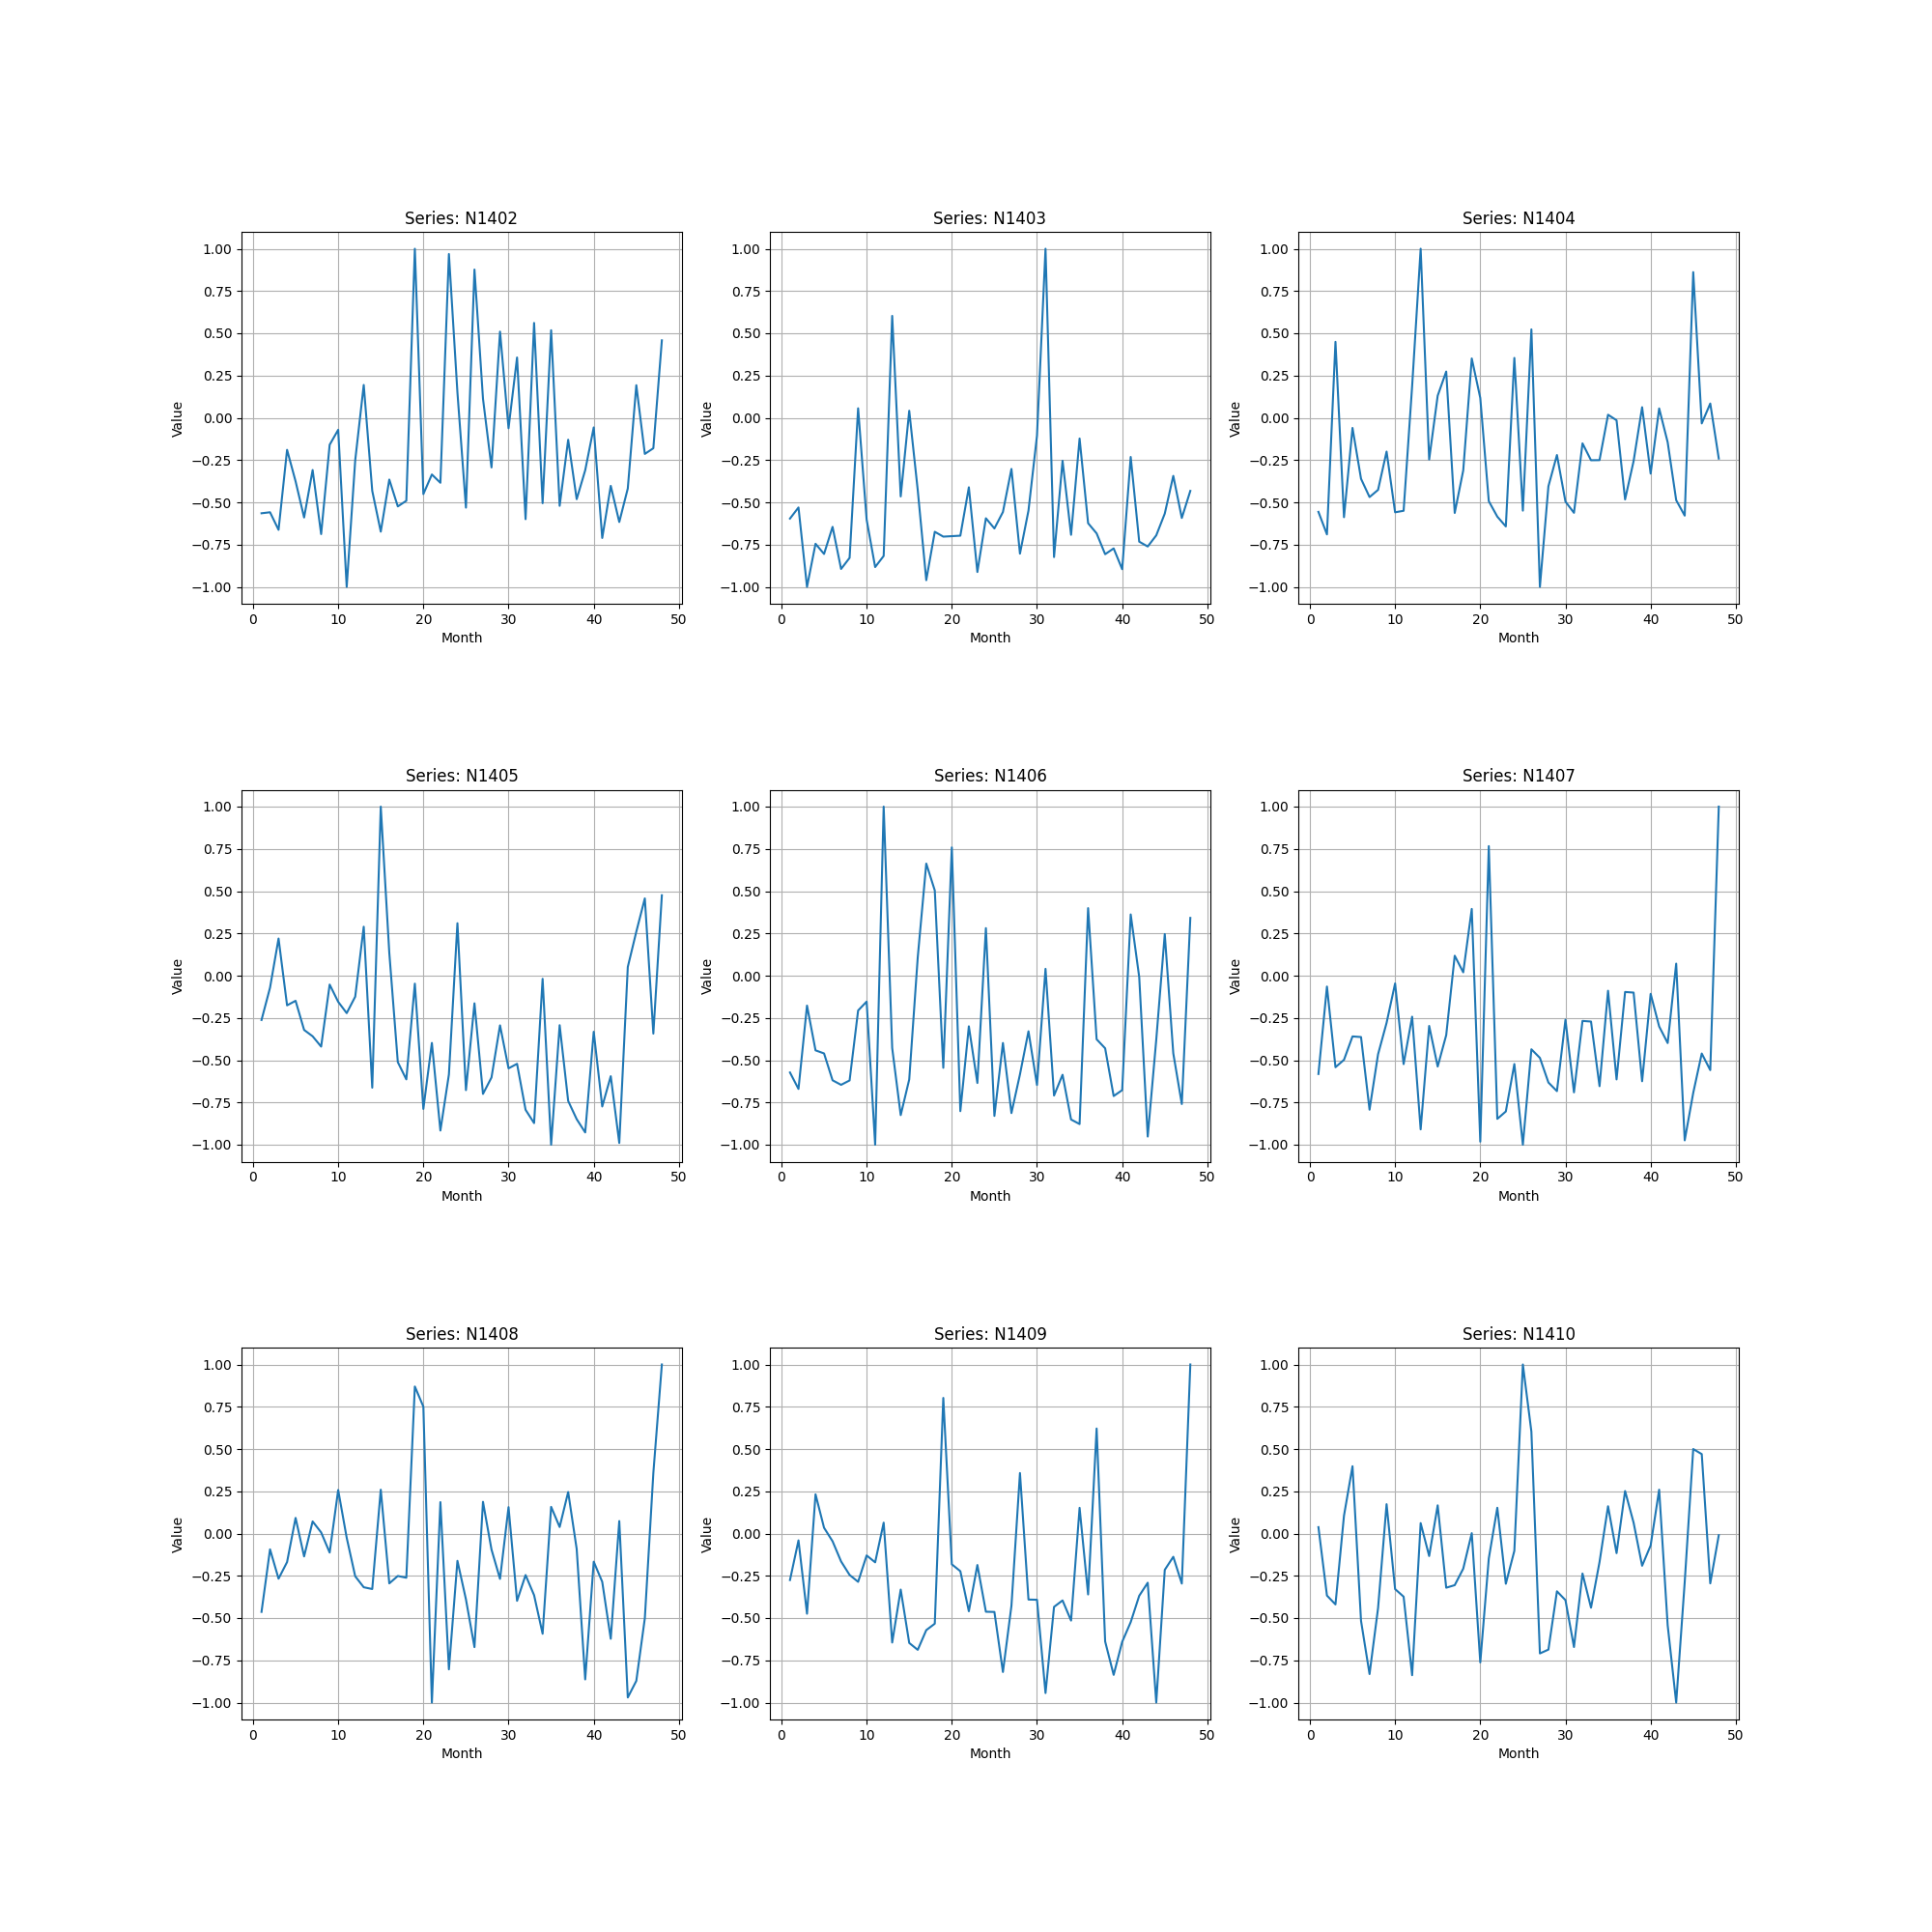 Series: N1402 Series: N1403 Series: N1404
1.00 1.00 1.00
0.75 0.75 0.75
0.50 0.50 0.50
0.25 0.25 0.25
Value 0.00 Value 0.00 Value 0.00
−0.25 −0.25 −0.25
−0.50 −0.50 −0.50
−0.75 −0.75 −0.75
−1.00 −1.00 −1.00
0 10 20 30 40 50 0 10 20 30 40 50 0 10 20 30 40 50
Month Month Month
Series: N1405 Series: N1406 Series: N1407
1.00 1.00 1.00
0.75 0.75 0.75
0.50 0.50 0.50
0.25 0.25 0.25
Value 0.00 Value 0.00 Value 0.00
−0.25 −0.25 −0.25
−0.50 −0.50 −0.50
−0.75 −0.75 −0.75
−1.00 −1.00 −1.00
0 10 20 30 40 50 0 10 20 30 40 50 0 10 20 30 40 50
Month Month Month
Series: N1408 Series: N1409 Series: N1410
1.00 1.00 1.00
0.75 0.75 0.75
0.50 0.50 0.50
0.25 0.25 0.25
Value 0.00 Value 0.00 Value 0.00
−0.25 −0.25 −0.25
−0.50 −0.50 −0.50
−0.75 −0.75 −0.75
−1.00 −1.00 −1.00
0 10 20 30 40 50 0 10 20 30 40 50 0 10 20 30 40 50
Month Month Month